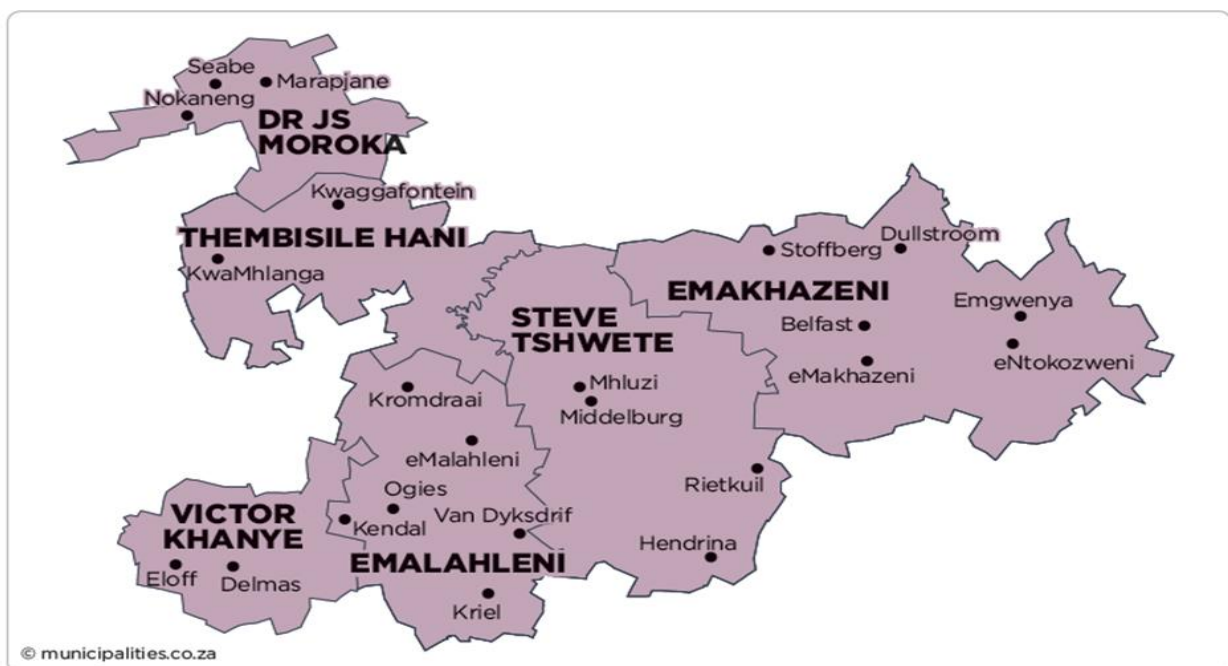 Seabe
Marapjane
Nokaneng
DR JS
MOROKA
Kwaggafontein
THEMBISILE HANI
KwaMhlanga
Dullstroom
Stoffberg
EMAKHAZENI
Emgwenya
STEVE
TSHWETE
Belfast
eNtokozweni
eMakhazeni
Mhluzi
Kromdraai
Middelburg
eMalahleni
Rietkuil
Ogies
VICTOR
KHANYE
Van Dyksdrif
Kendal
Hendrina
EMALAHLENI
Eloff
Delmas
Kriel
© municipalities.co.za